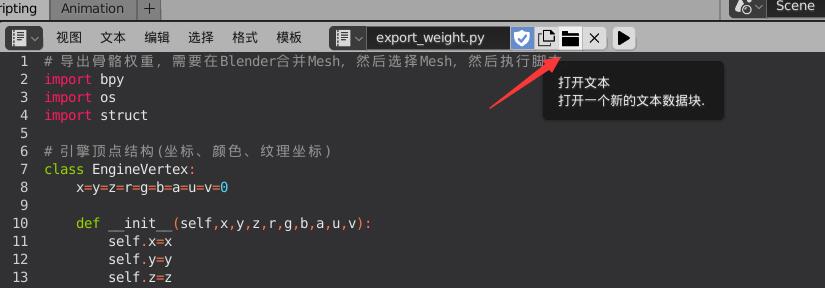 ripting Animation + Scene
视图 文本 编辑 选择 格式 模板 export_weight.py
1 # 导出骨骼权重, 需要在Blender合并Mesh, 然后选择Mesh, 然后执行脚
2 import bpy
3 import os
4 import struct
打开文本
打开一个新的文本数据块.
5
6 # 引擎顶点结构(坐标、颜色、纹理坐标)
7 class EngineVertex:
8 x=y=z=r=g=b=a=u=v=0
9
10 def __init__(self,x,y,z,r,g,b,a,u,v):
11 self.x=x
12 self.y=y
13 self.z=z